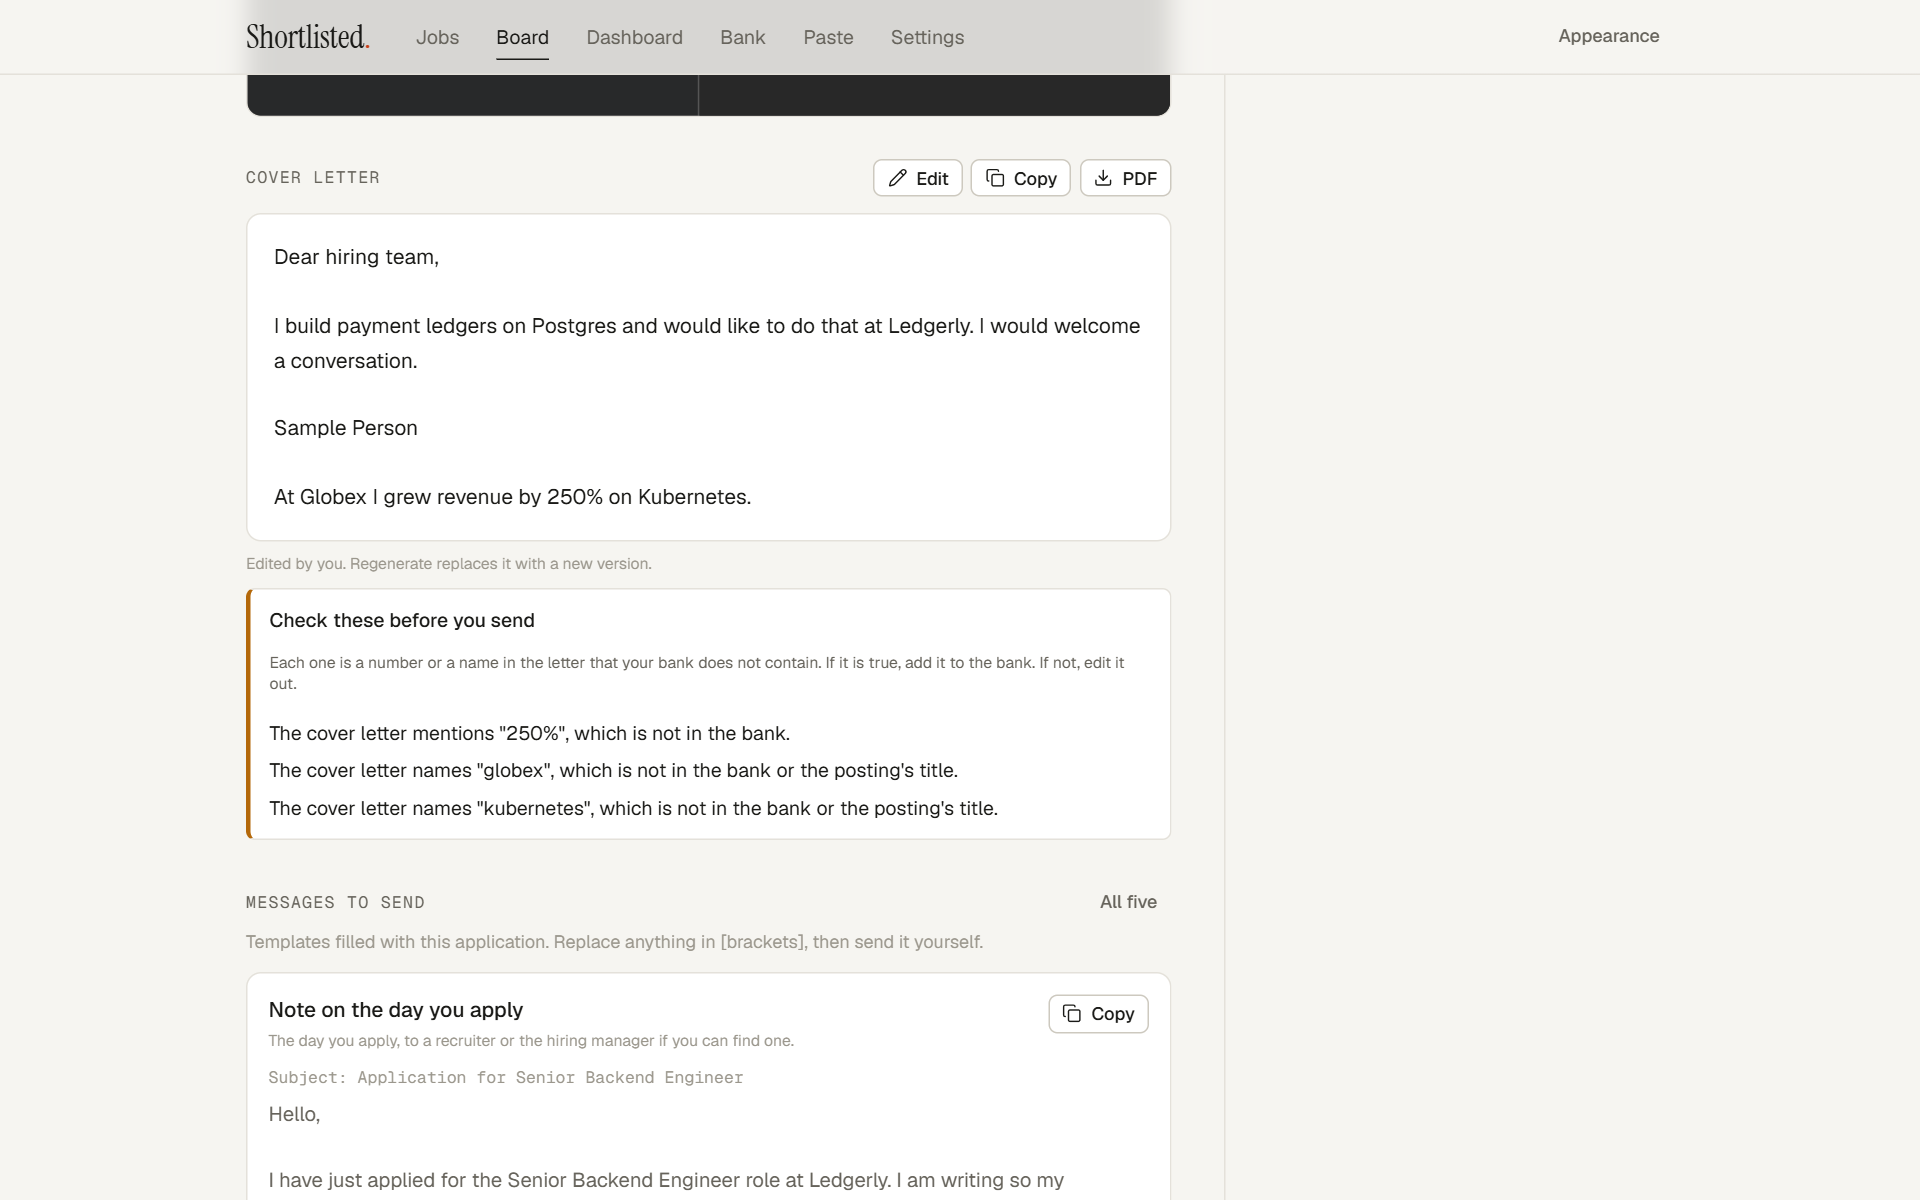 Shortlisted.
Jobs
Board
Dashboard
Bank
Paste
Settings
Appearance
COVER LETTER
Edit
Copy
PDF
Dear hiring team,
I build payment ledgers on Postgres and would like to do that at Ledgerly. I would welcome
a conversation.
Sample Person
At Globex I grew revenue by 250% on Kubernetes.
Edited by you. Regenerate replaces it with a new version.
Check these before you send
Each one is a number or a name in the letter that your bank does not contain. If it is true, add it to the bank. If not, edit it
out.
The cover letter mentions "250%", which is not in the bank.
The cover letter names "globex", which is not in the bank or the posting's title.
The cover letter names "kubernetes", which is not in the bank or the posting's title.
MESSAGES TO SEND
All five
Templates filled with this application. Replace anything in [brackets], then send it yourself.
Note on the day you apply
Copy
The day you apply, to a recruiter or the hiring manager if you can find one.
Subject: Application for Senior Backend Engineer
Hello,
I have just applied for the Senior Backend Engineer role at Ledgerly. I am writing so my